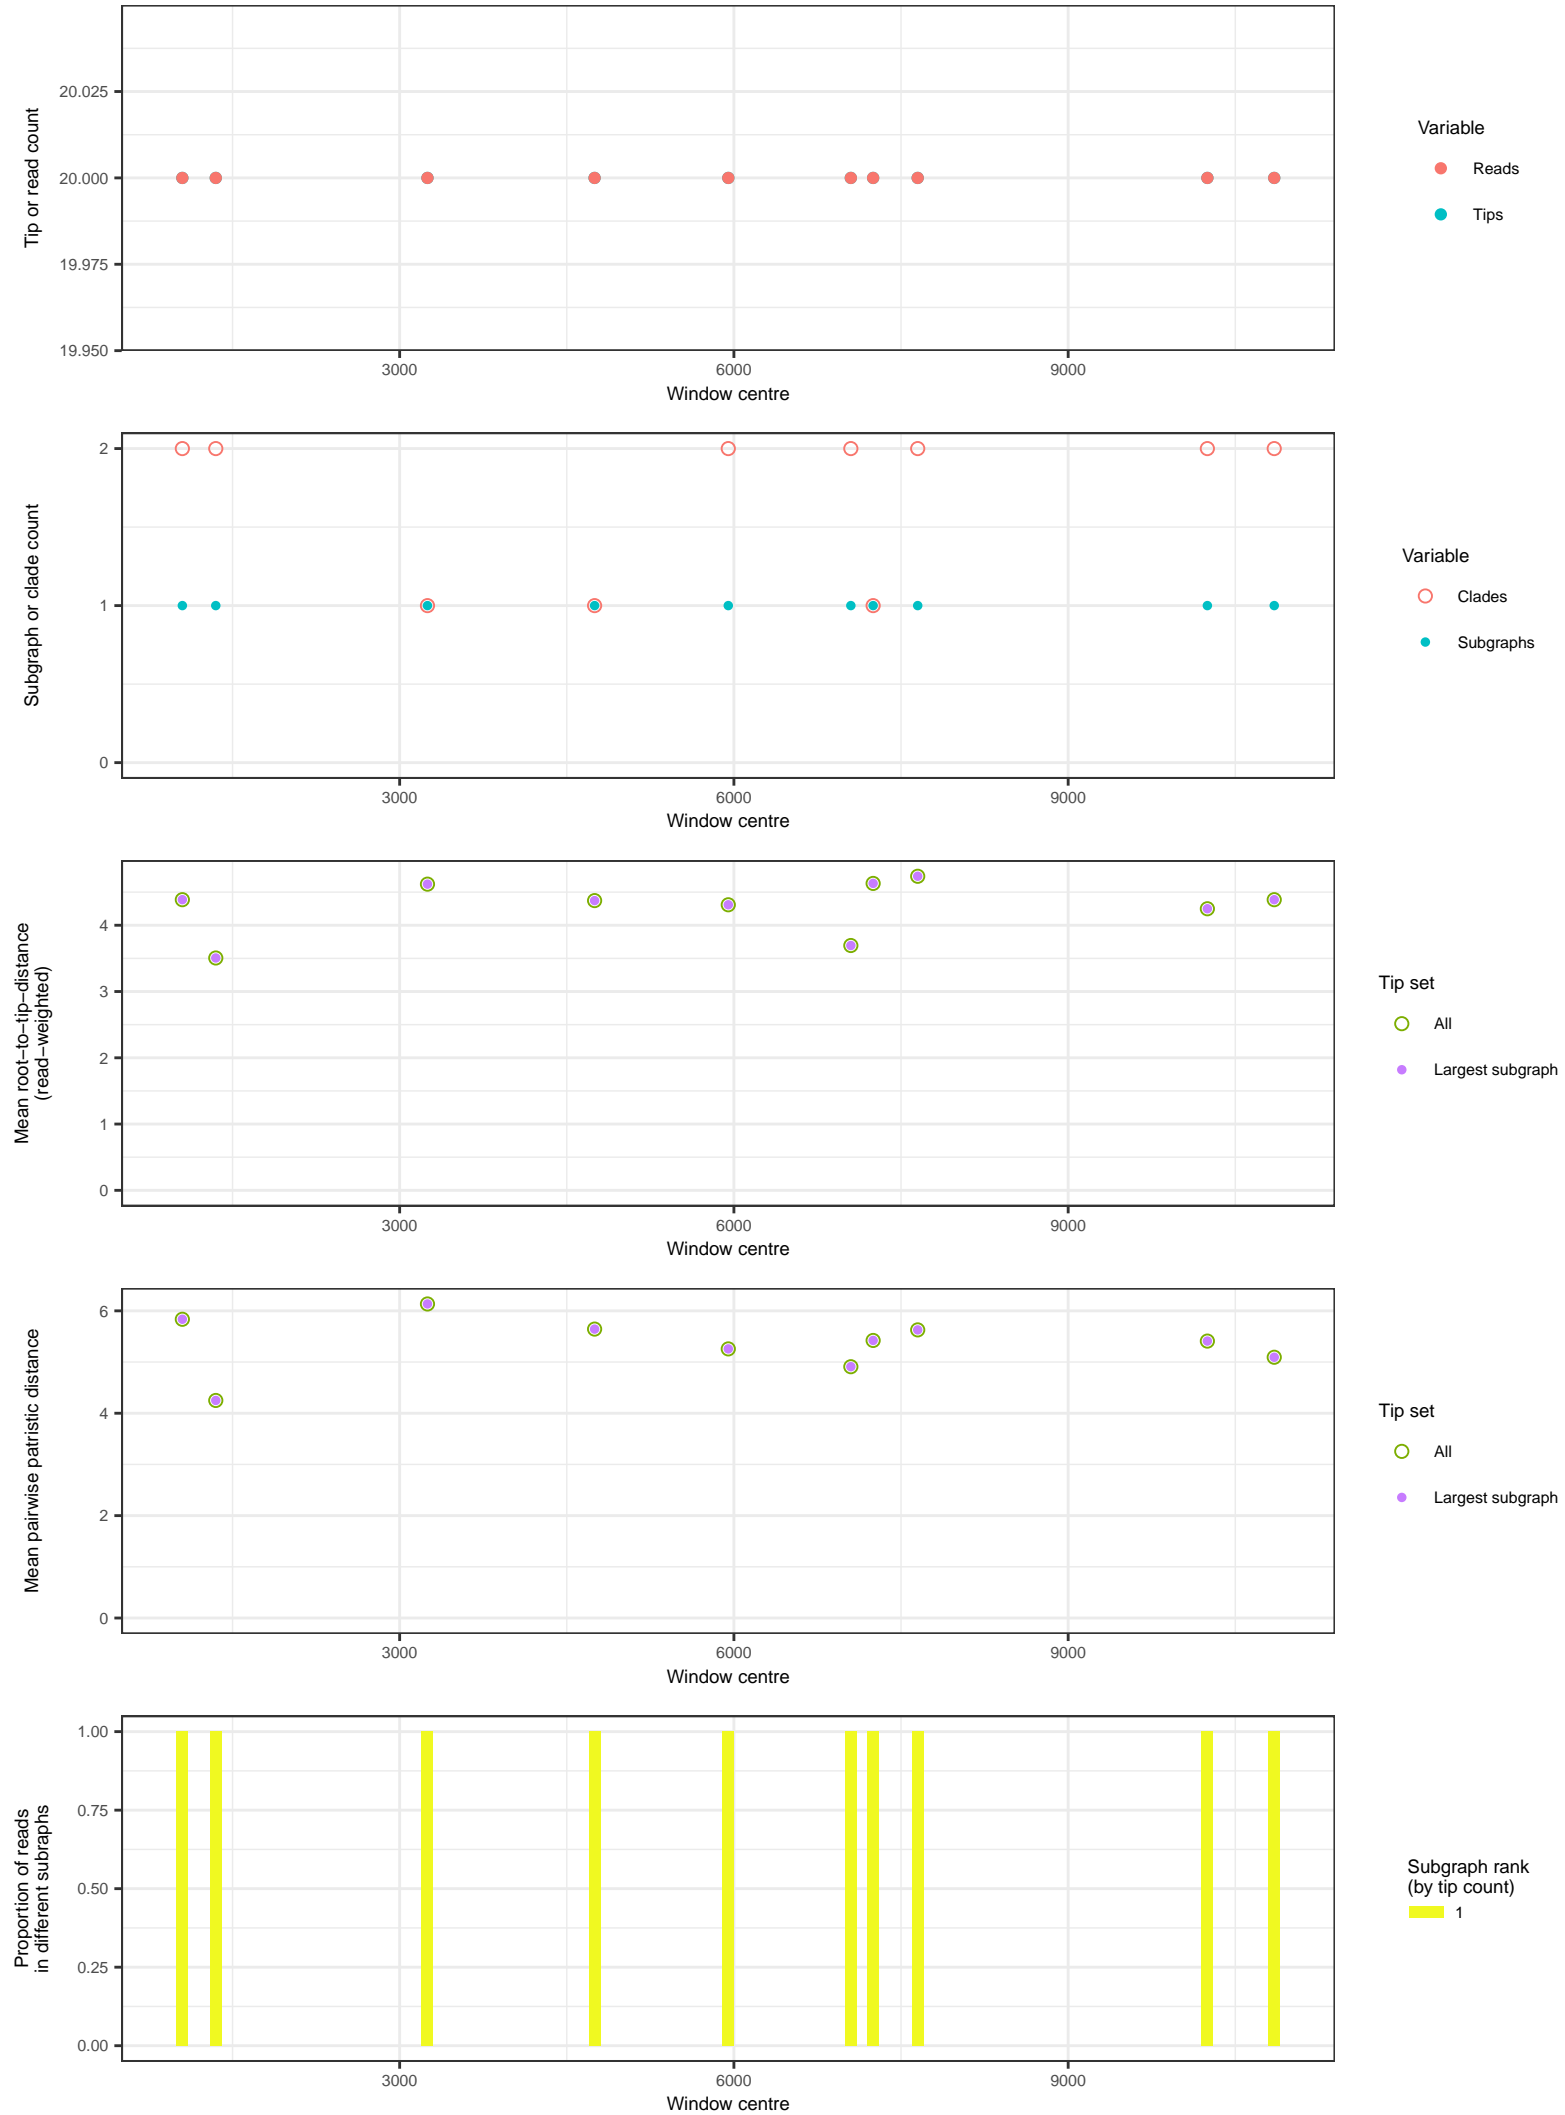 Tip or read count
20.025
20.000
19.975
19.950
3000 6000 9000
Window centre
Variable
Reads
Tips
Subgraph or clade count
2
1
0
3000 6000 9000
Window centre
Variable
Clades
Subgraphs
Mean root−to−tip−distance
(read−weighted)
4
3
2
1
0
3000 6000 9000
Window centre
Tip set
All
Largest subgraph
Mean pairwise patristic distance
6
4
2
0
3000 6000 9000
Window centre
Tip set
All
Largest subgraph
Proportion of reads
in different subraphs
1.00
0.75
0.50
0.25
0.00
3000 6000 9000
Window centre
Subgraph rank
(by tip count)
1